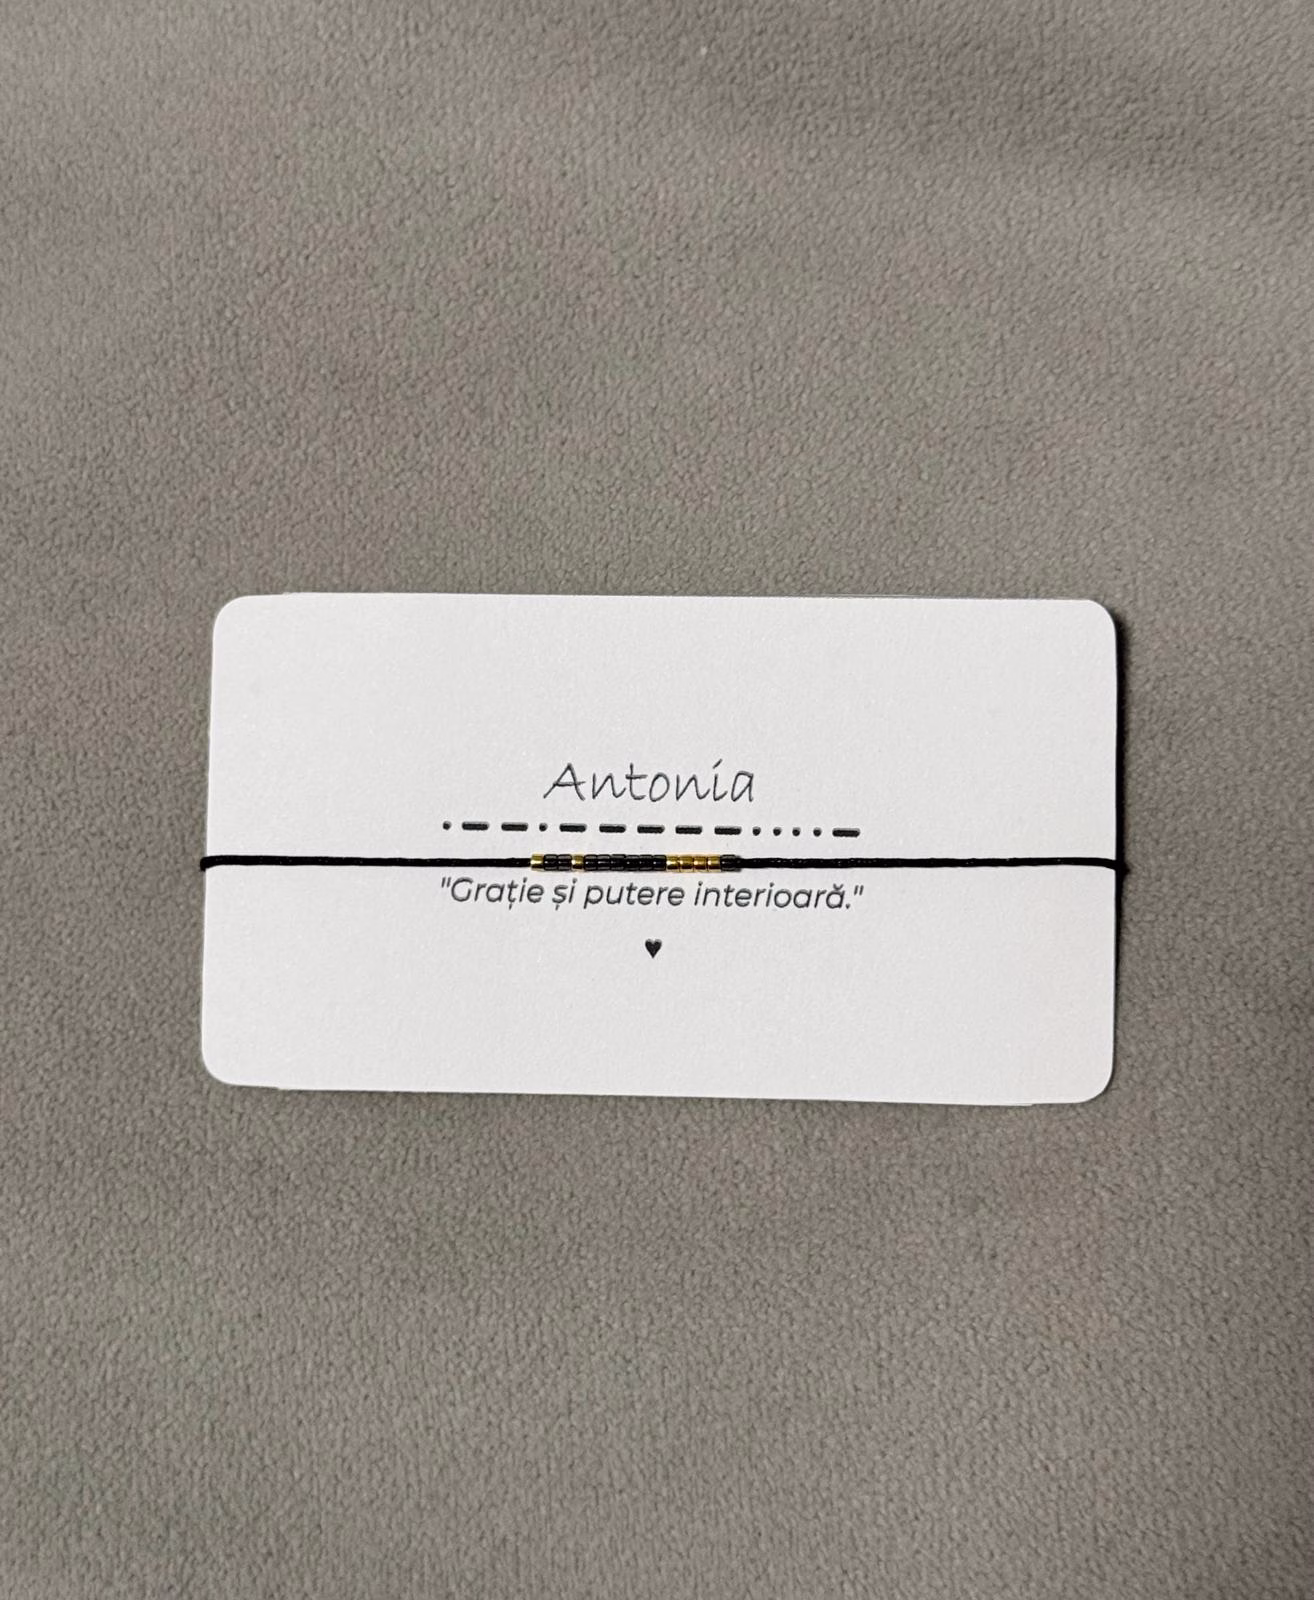 Antonia
· — — · — — — — — · · · · —
"Grație și putere interioară."
♥